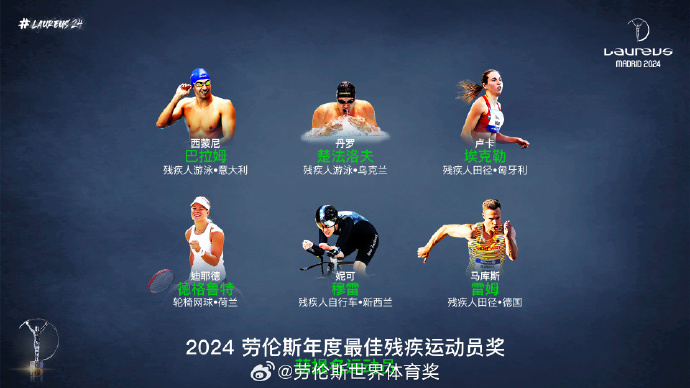 #LAUREUS24
LAUREUS
MADRID 2024
西蒙尼
巴拉姆
残疾人游泳•意大利
丹罗
楚法洛夫
残疾人游泳•乌克兰
卢卡
埃克勒
残疾人田径•匈牙利
迪耶德
德格鲁特
轮椅网球•荷兰
妮可
穆雷
残疾人自行车•新西兰
马库斯
雷姆
残疾人田径•德国
2024 劳伦斯年度最佳残疾运动员奖
@劳伦斯世界体育奖